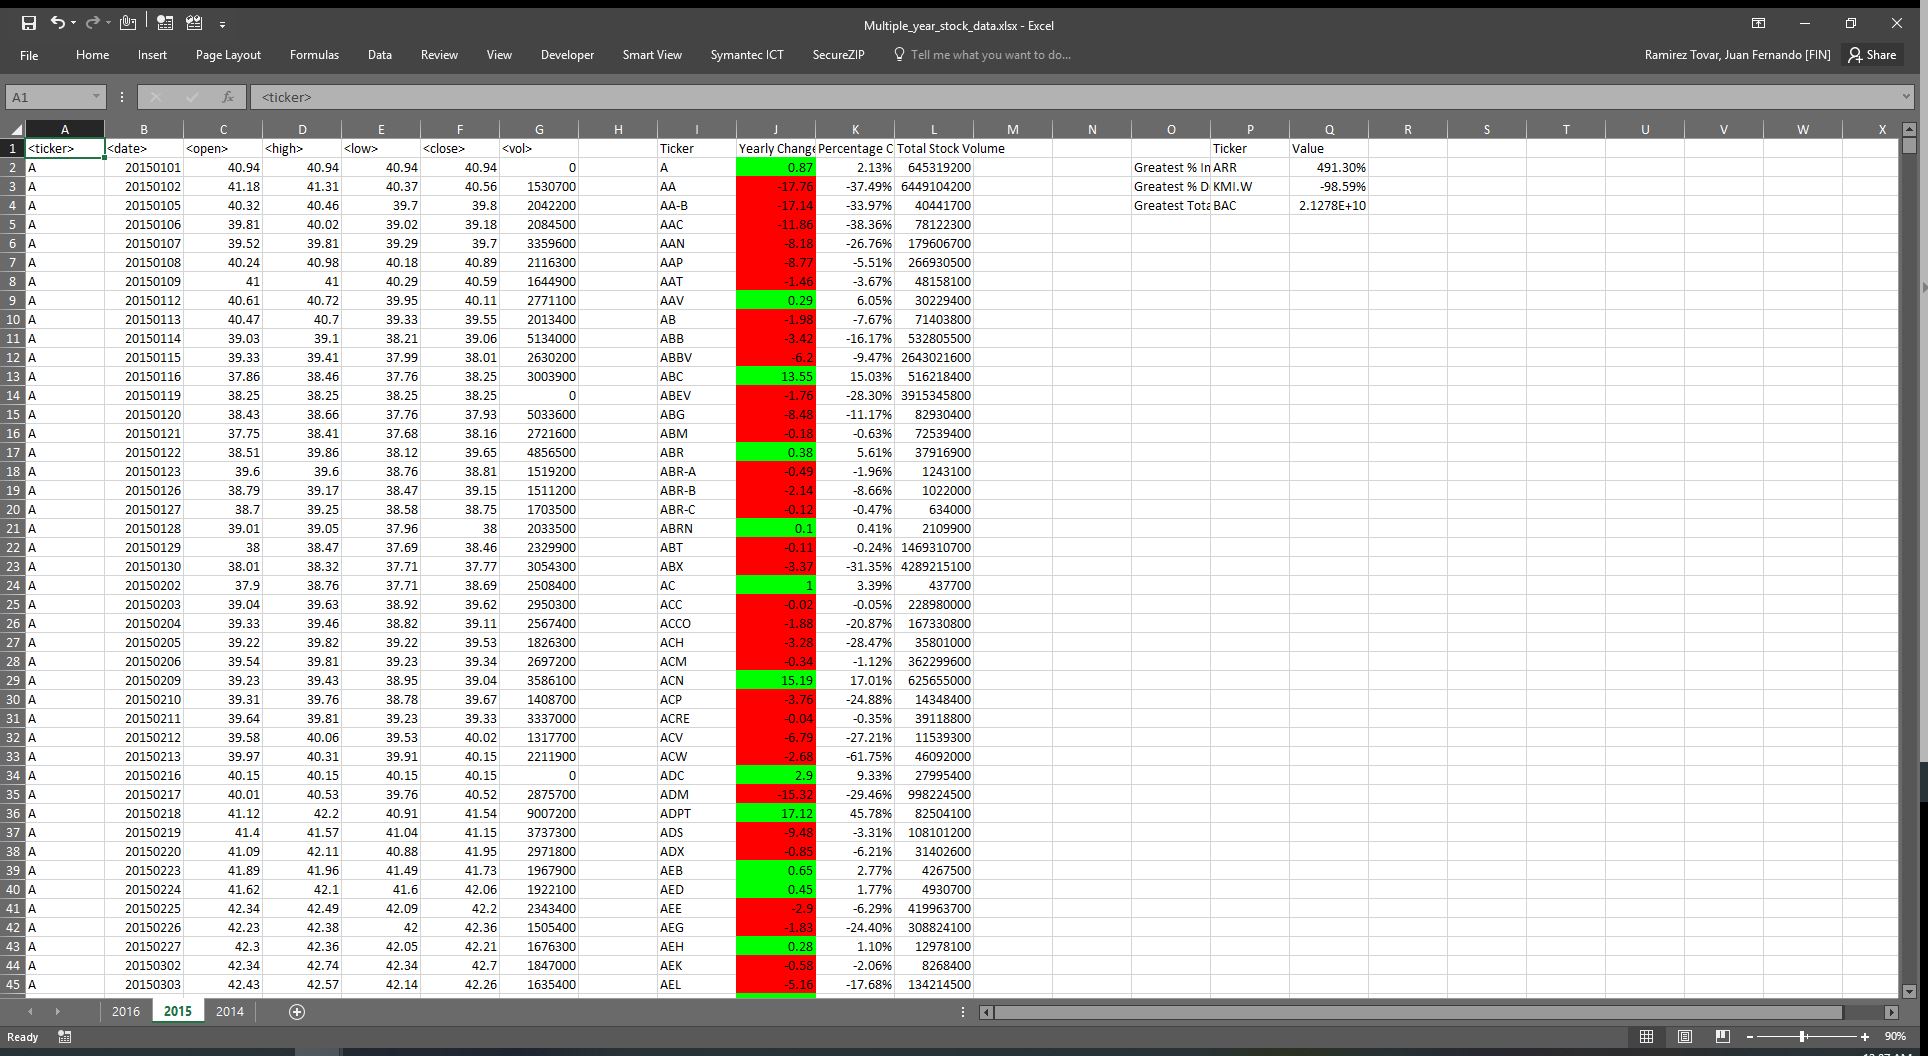 Multiple_year_stock_data.xlsx - Excel
File Home Insert Page Layout Formulas Data Review View Developer Smart View Symantec ICT SecureZIP Tell me what you want to do... Ramirez Tovar, Juan Fernando [FIN] Share
A1 fx <ticker>
A B C D E F G H I J K L M N O P Q R S T U V W X
1 <ticker> <date> <open> <high> <low> <close> <vol> Ticker Yearly Change Percentage C Total Stock Volume Ticker Value
2 A 20150101 40.94 40.94 40.94 40.94 0 A 0.87 2.13% 645319200 Greatest % In ARR 491.30%
3 A 20150102 41.18 41.31 40.37 40.56 1530700 AA -17.76 -37.49% 6449104200 Greatest % D KMI.W -98.59%
4 A 20150105 40.32 40.46 39.7 39.8 2042200 AA-B -17.14 -33.97% 40441700 Greatest Tota BAC 2.1278E+10
5 A 20150106 39.81 40.02 39.02 39.18 2084500 AAC -11.86 -38.36% 78122300
6 A 20150107 39.52 39.81 39.29 39.7 3359600 AAN -8.18 -26.76% 179606700
7 A 20150108 40.24 40.98 40.18 40.89 2116300 AAP -8.77 -5.51% 266930500
8 A 20150109 41 41 40.29 40.59 1644900 AAT -1.46 -3.67% 48158100
9 A 20150112 40.61 40.72 39.95 40.11 2771100 AAV 0.29 6.05% 30229400
10 A 20150113 40.47 40.7 39.33 39.55 2013400 AB -1.98 -7.67% 71403800
11 A 20150114 39.03 39.1 38.21 39.06 5134000 ABB -3.42 -16.17% 532805500
12 A 20150115 39.33 39.41 37.99 38.01 2630200 ABBV -6.2 -9.47% 2643021600
13 A 20150116 37.86 38.46 37.76 38.25 3003900 ABC 13.55 15.03% 516218400
14 A 20150119 38.25 38.25 38.25 38.25 0 ABEV -1.76 -28.30% 3915345800
15 A 20150120 38.43 38.66 37.76 37.93 5033600 ABG -8.48 -11.17% 82930400
16 A 20150121 37.75 38.41 37.68 38.16 2721600 ABM -0.18 -0.63% 72539400
17 A 20150122 38.51 39.86 38.12 39.65 4856500 ABR 0.38 5.61% 37916900
18 A 20150123 39.6 39.6 38.76 38.81 1519200 ABR-A -0.49 -1.96% 1243100
19 A 20150126 38.79 39.17 38.47 39.15 1511200 ABR-B -2.14 -8.66% 1022000
20 A 20150127 38.7 39.25 38.58 38.75 1703500 ABR-C -0.12 -0.47% 634000
21 A 20150128 39.01 39.05 37.96 38 2033500 ABRN 0.1 0.41% 2109900
22 A 20150129 38 38.47 37.69 38.46 2329900 ABT -0.11 -0.24% 1469310700
23 A 20150130 38.01 38.32 37.71 37.77 3054300 ABX -3.37 -31.35% 4289215100
24 A 20150202 37.9 38.76 37.71 38.69 2508400 AC 1 3.39% 437700
25 A 20150203 39.04 39.63 38.92 39.62 2950300 ACC -0.02 -0.05% 228980000
26 A 20150204 39.33 39.46 38.82 39.11 2567400 ACCO -1.88 -20.87% 167330800
27 A 20150205 39.22 39.82 39.22 39.53 1826300 ACH -3.28 -28.47% 35801000
28 A 20150206 39.54 39.81 39.23 39.34 2697200 ACM -0.34 -1.12% 362299600
29 A 20150209 39.23 39.43 38.95 39.04 3586100 ACN 15.19 17.01% 625655000
30 A 20150210 39.31 39.76 38.78 39.67 1408700 ACP -3.76 -24.88% 14348400
31 A 20150211 39.64 39.81 39.23 39.33 3337000 ACRE -0.04 -0.35% 39118800
32 A 20150212 39.58 40.06 39.53 40.02 1317700 ACV -6.79 -27.21% 11539300
33 A 20150213 39.97 40.31 39.91 40.15 2211900 ACW -2.68 -61.75% 46092000
34 A 20150216 40.15 40.15 40.15 40.15 0 ADC 2.9 9.33% 27995400
35 A 20150217 40.01 40.53 39.76 40.52 2875700 ADM -15.32 -29.46% 998224500
36 A 20150218 41.12 42.2 40.91 41.54 9007200 ADPT 17.12 45.78% 82504100
37 A 20150219 41.4 41.57 41.04 41.15 3737300 ADS -9.48 -3.31% 108101200
38 A 20150220 41.09 42.11 40.88 41.95 2971800 ADX -0.85 -6.21% 31402600
39 A 20150223 41.89 41.96 41.49 41.73 1967900 AEB 0.65 2.77% 4267500
40 A 20150224 41.62 42.1 41.6 42.06 1922100 AED 0.45 1.77% 4930700
41 A 20150225 42.34 42.49 42.09 42.2 2343400 AEE -2.9 -6.29% 419963700
42 A 20150226 42.23 42.38 42 42.36 1505400 AEG -1.83 -24.40% 308824100
43 A 20150227 42.3 42.36 42.05 42.21 1676300 AEH 0.28 1.10% 12978100
44 A 20150302 42.34 42.74 42.34 42.7 1847000 AEK -0.58 -2.06% 8268400
45 A 20150303 42.43 42.57 42.14 42.26 1635400 AEL -5.16 -17.68% 134214500
2016 2015 2014
Ready 90%